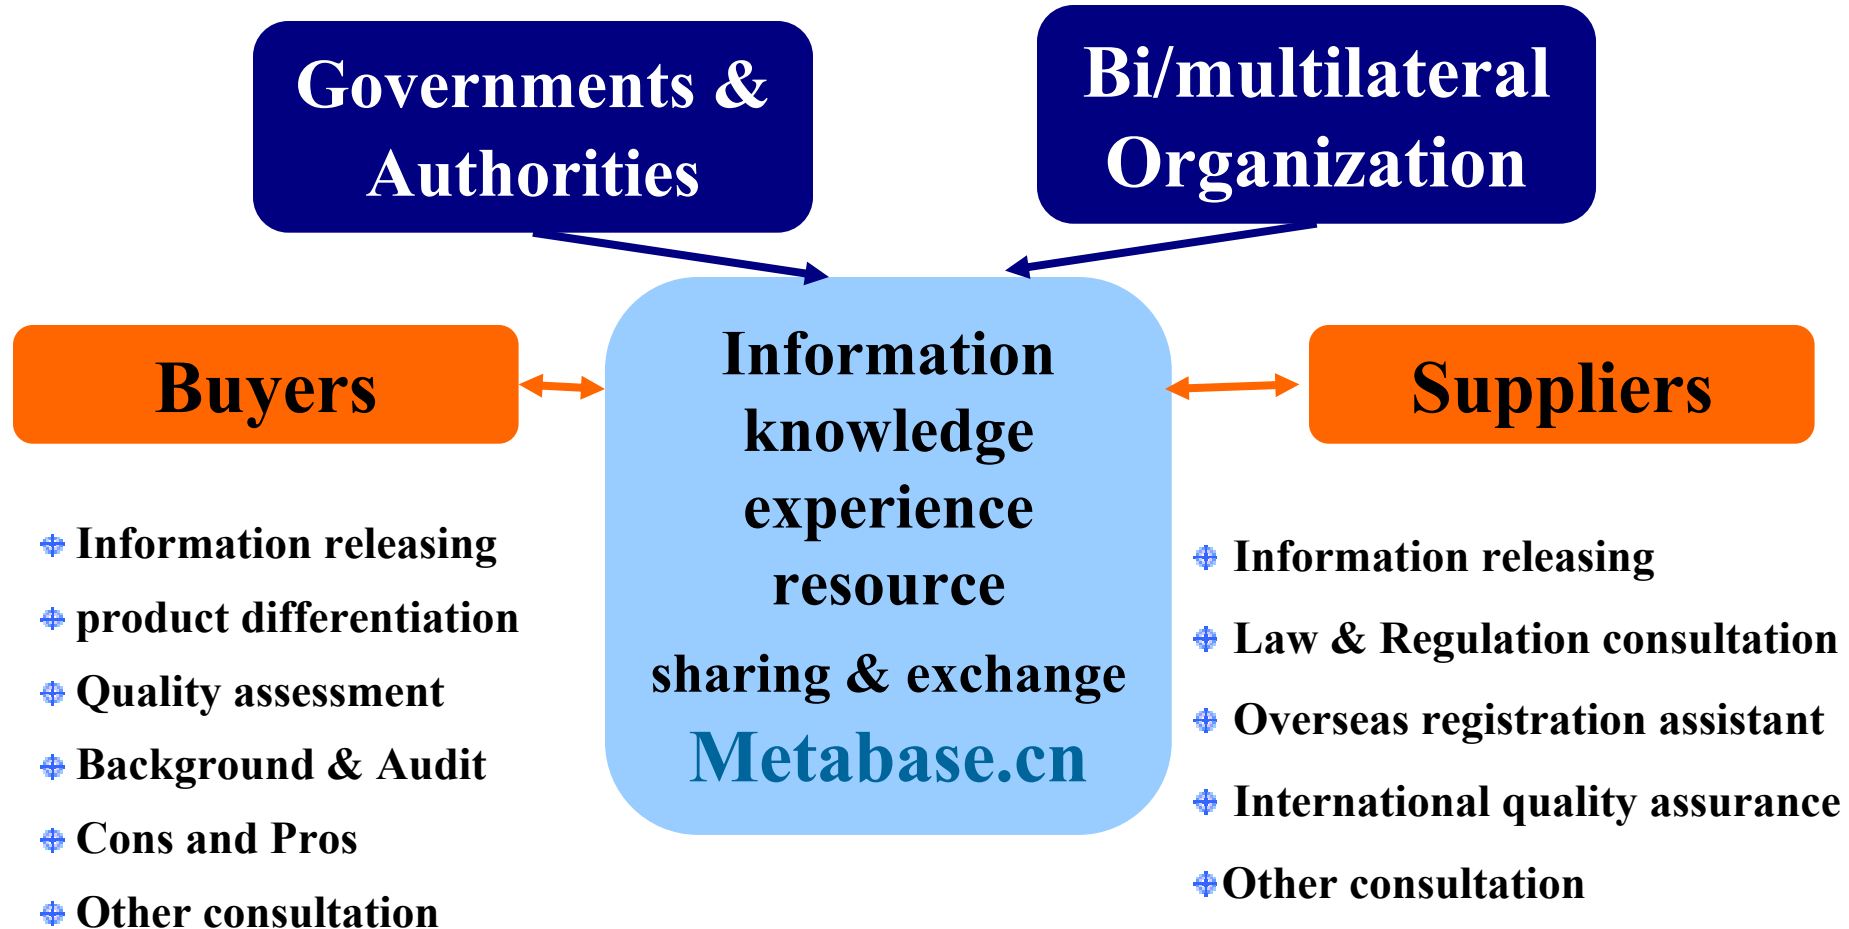 Governments &
Authorities
Bi/multilateral
Organization
Buyers
Information
knowledge
experience
resource
sharing & exchange
Metabase.cn
Suppliers
Information releasing
product differentiation
Quality assessment
Background & Audit
Cons and Pros
Other consultation
Information releasing
Law & Regulation consultation
Overseas registration assistant
International quality assurance
Other consultation